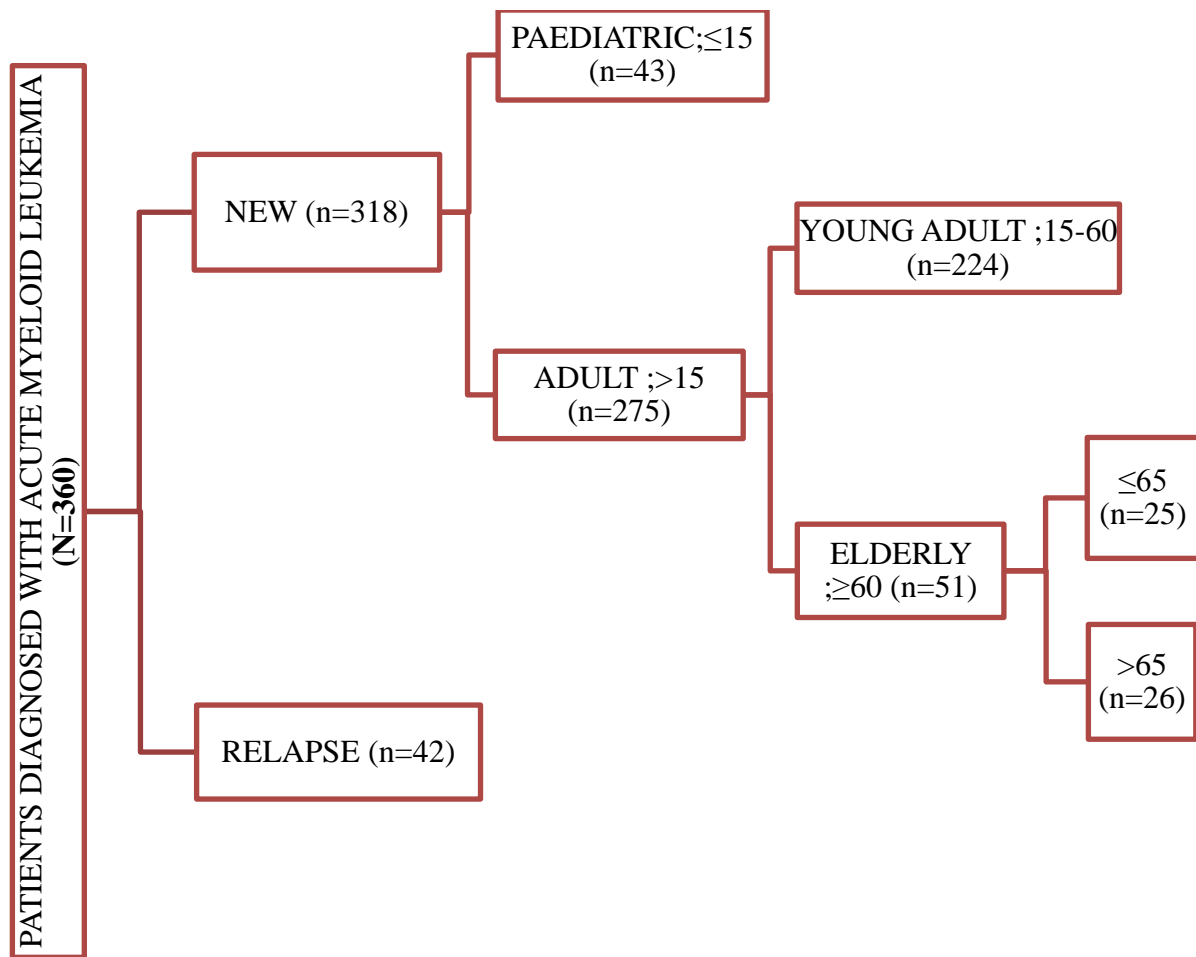 PATIENTS DIAGNOSED WITH ACUTE MYELOID LEUKEMIA
(N=360)
NEW (n=318)
PAEDIATRIC;≤15
(n=43)
ADULT ;>15
(n=275)
YOUNG ADULT ;15-60
(n=224)
ELDERLY
;≥60 (n=51)
≤65
(n=25)
>65
(n=26)
RELAPSE (n=42)